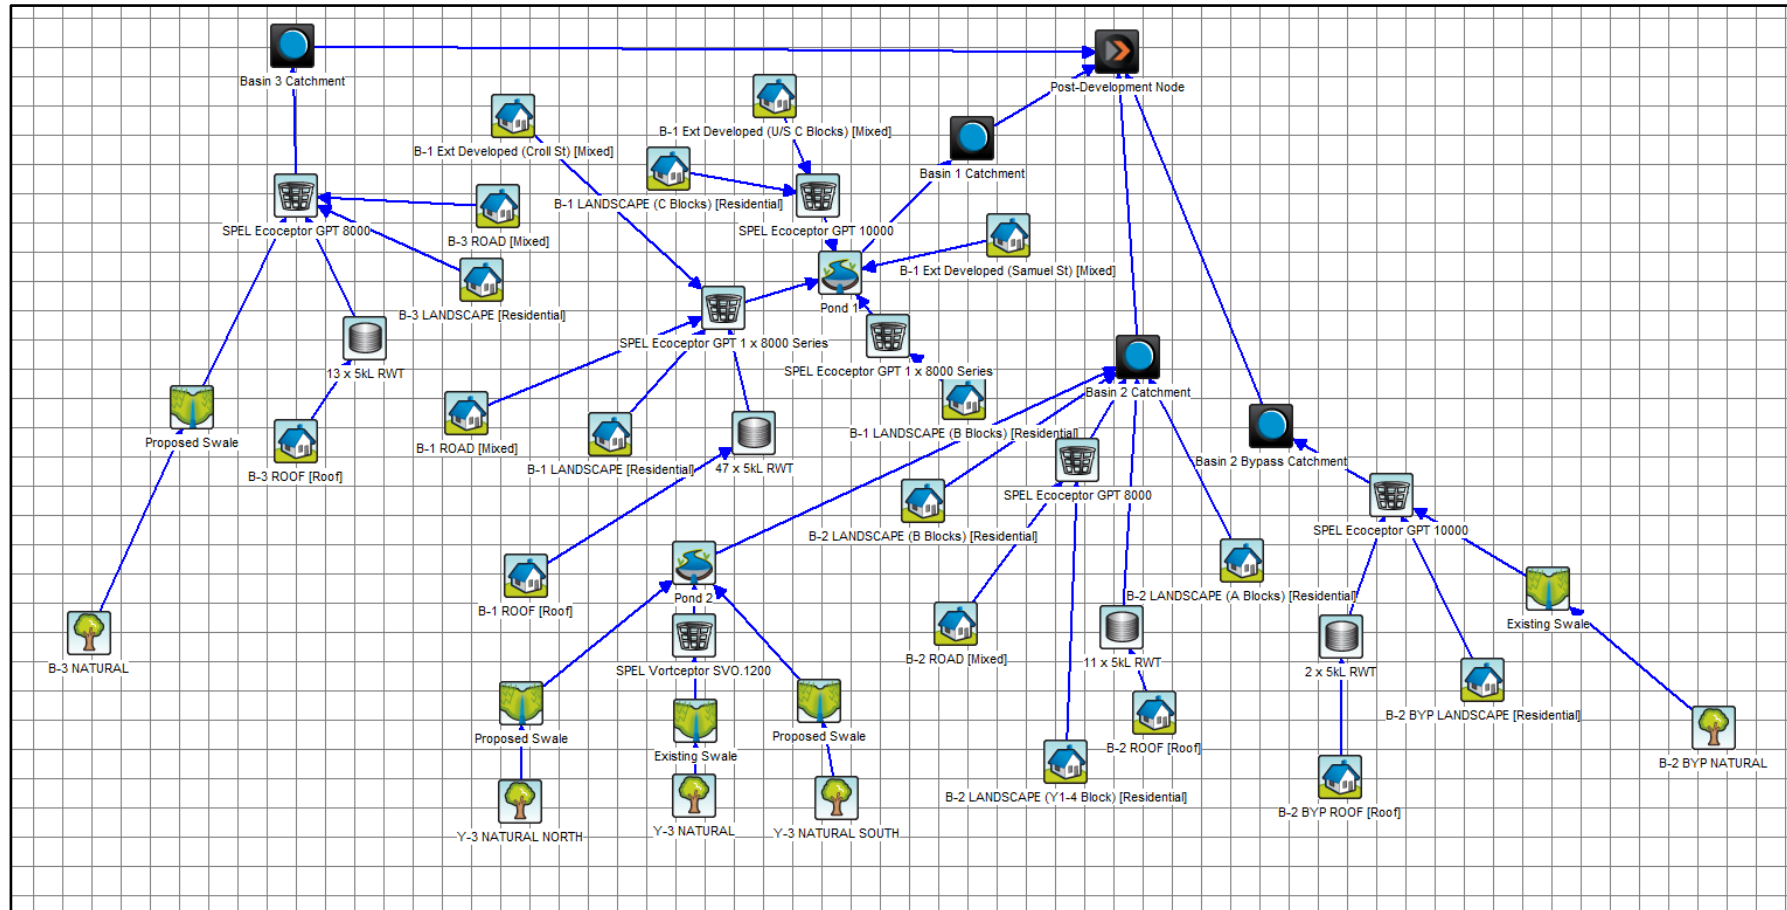 Basin 3 Catchment
Post-Development Node
B-1 Ext Developed (U/S C Blocks) [Mixed]
B-1 Ext Developed (Croll St) [Mixed]
Basin 1 Catchment
B-1 LANDSCAPE (C Blocks) [Residential]
SPEL Ecoceptor GPT 8000
SPEL Ecoceptor GPT 10000
B-3 ROAD [Mixed]
B-1 Ext Developed (Samuel St) [Mixed]
B-3 LANDSCAPE [Residential]
Pond 1
SPEL Ecoceptor GPT 1 x 8000 Series
13 x 5kL RWT
SPEL Ecoceptor GPT 1 x 8000 Series
Basin 2 Catchment
Proposed Swale
B-1 ROAD [Mixed]
B-1 LANDSCAPE (B Blocks) [Residential]
B-3 ROOF [Roof]
B-1 LANDSCAPE [Residential]
47 x 5kL RWT
Basin 2 Bypass Catchment
SPEL Ecoceptor GPT 8000
SPEL Ecoceptor GPT 10000
B-2 LANDSCAPE (B Blocks) [Residential]
Pond 2
B-2 LANDSCAPE (A Blocks) [Residential]
B-1 ROOF [Roof]
Existing Swale
B-3 NATURAL
SPEL Vortceptor SVO.1200
B-2 ROAD [Mixed]
11 x 5kL RWT
2 x 5kL RWT
B-2 BYP LANDSCAPE [Residential]
Proposed Swale
Existing Swale
Proposed Swale
B-2 ROOF [Roof]
B-2 BYP NATURAL
B-2 LANDSCAPE (Y1-4 Block) [Residential]
B-2 BYP ROOF [Roof]
Y-3 NATURAL NORTH
Y-3 NATURAL
Y-3 NATURAL SOUTH